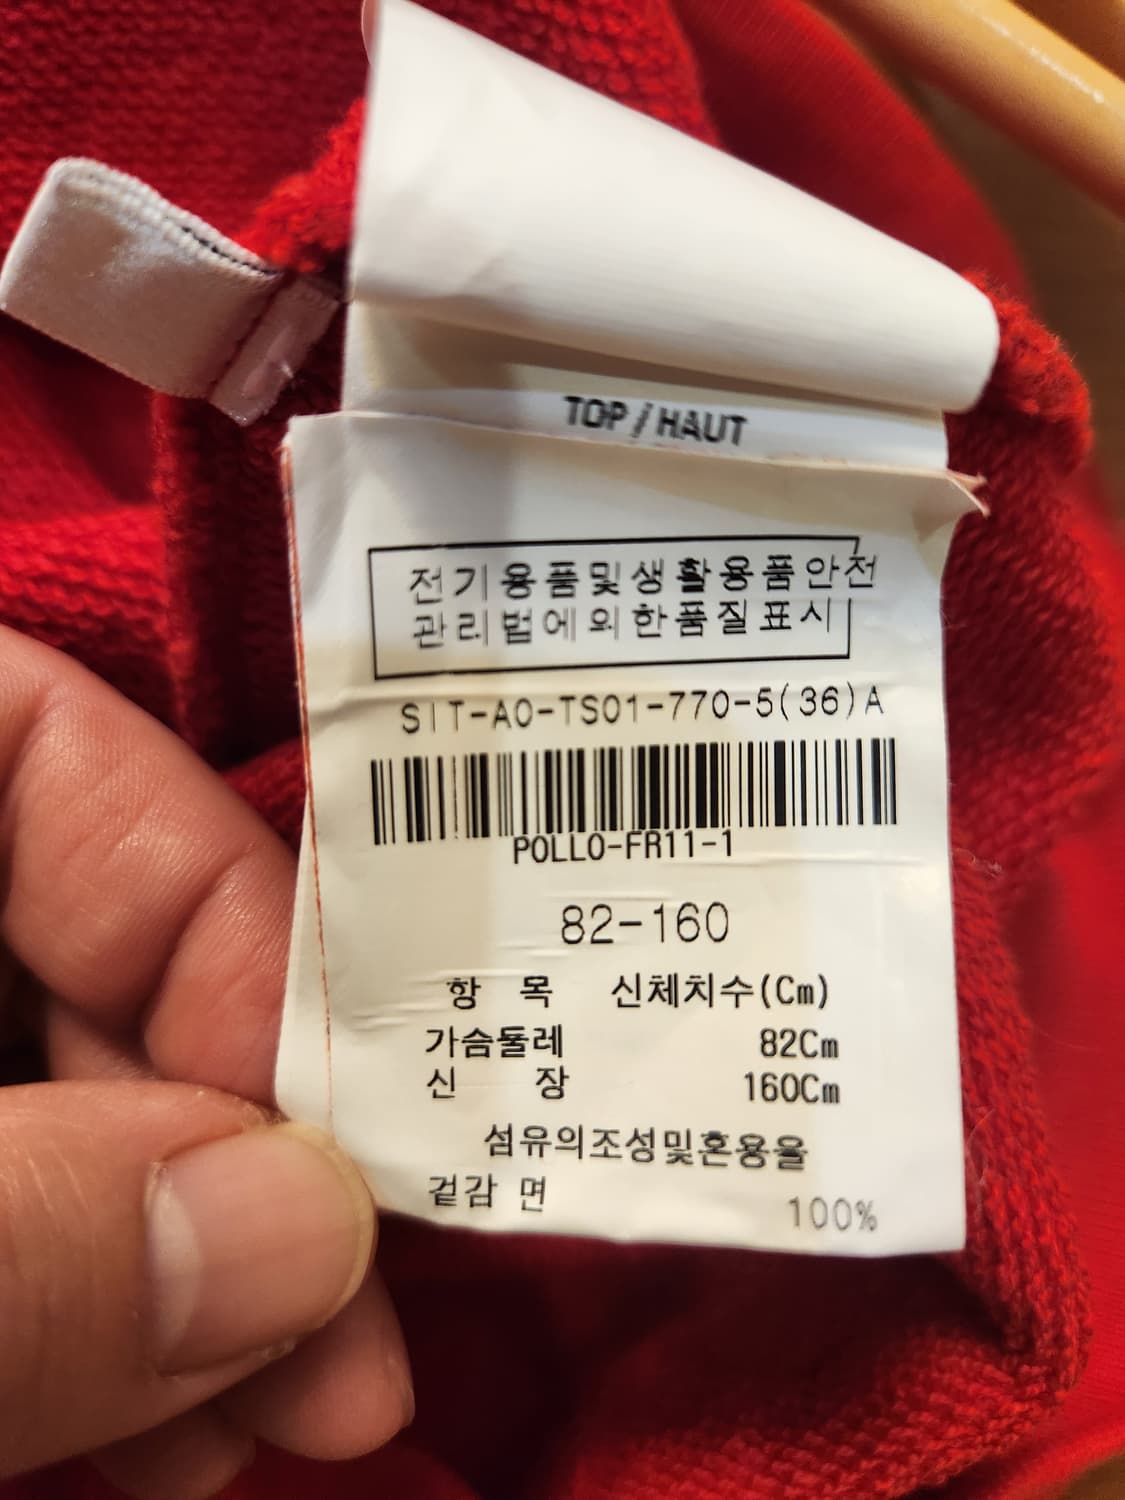 TOP / HAUT
전기용품및생활용품안전
관리법에의한품질표시
SIT-AO-TS01-770-5(36)A
POLLO-FR11-1
82-160
항 목 신체치수(Cm)
가슴둘레 82Cm
신 장 160Cm
섬유의조성및혼용율
겉감 면 100%